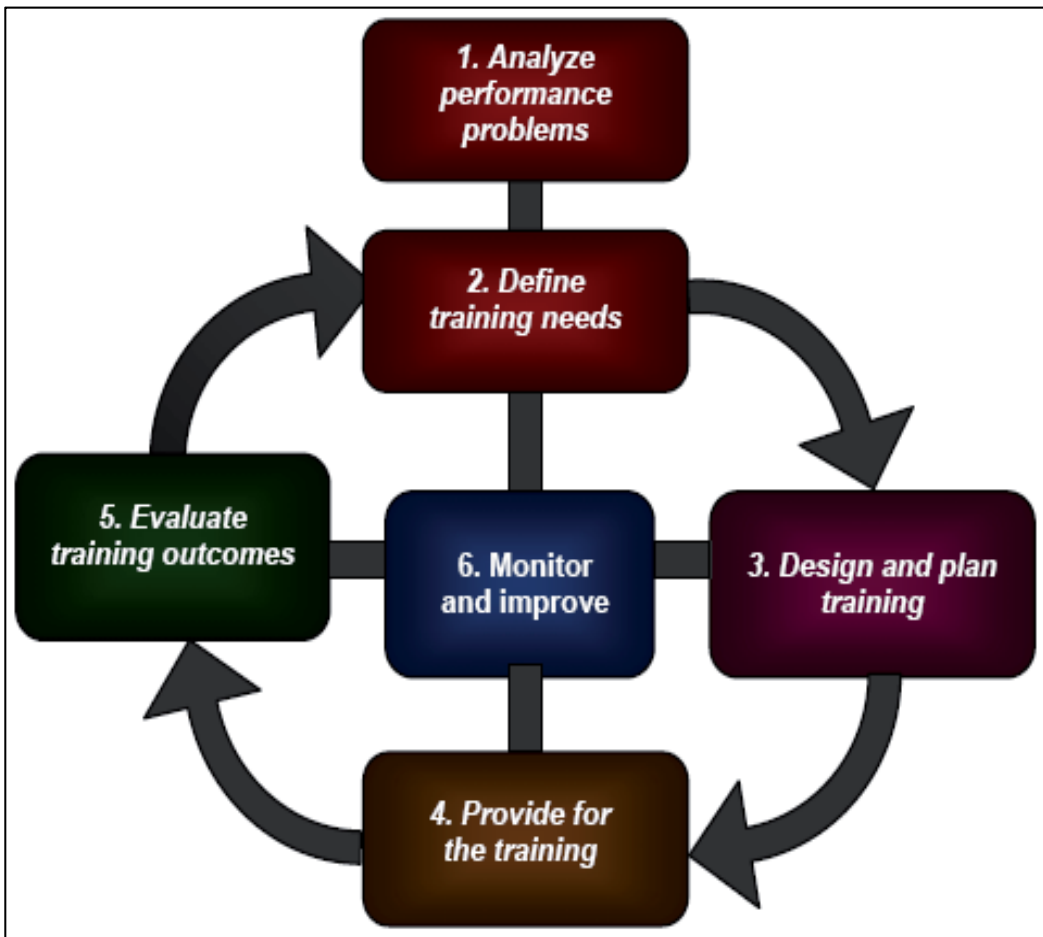 1. Analyze
performance
problems
2. Define
training needs
3. Design and plan
training
4. Provide for
the training
5. Evaluate
training outcomes
6. Monitor
and improve